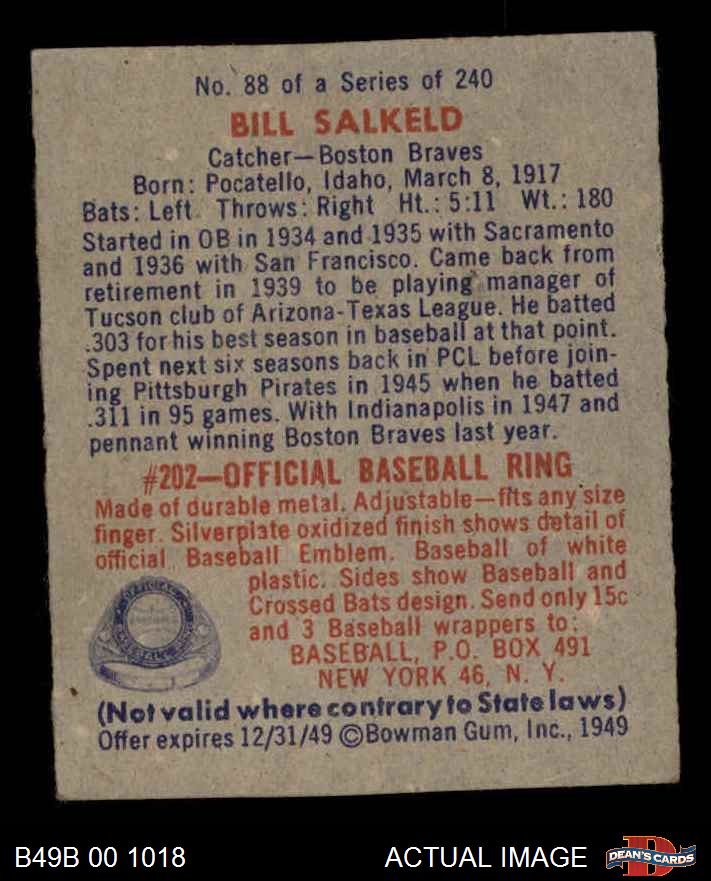 No. 88 of a Series of 240
BILL SALKELD
Catcher—Boston Braves
Born: Pocatello, Idaho, March 8, 1917
Bats: Left Throws: Right Ht.: 5:11 Wt.: 180
Started in OB in 1934 and 1935 with Sacramento
and 1936 with San Francisco. Came back from
retirement in 1939 to be playing manager of
Tucson club of Arizona-Texas League. He batted
.303 for his best season in baseball at that point.
Spent next six seasons back in PCL before join-
ing Pittsburgh Pirates in 1945 when he batted
.311 in 95 games. With Indianapolis in 1947 and
pennant winning Boston Braves last year.
#202—OFFICIAL BASEBALL RING
Made of durable metal. Adjustable—fits any size
finger. Silverplate oxidized finish shows detail of
official Baseball Emblem. Baseball of white
plastic. Sides show Baseball and
Crossed Bats design. Send only 15c
and 3 Baseball wrappers to:
BASEBALL, P.O. BOX 491
NEW YORK 46, N. Y.
OFFICIAL
BASEBALL
(Not valid where contrary to State laws)
Offer expires 12/31/49 ©Bowman Gum, Inc., 1949
B49B 00 1018
ACTUAL IMAGE
DEAN'S CARDS